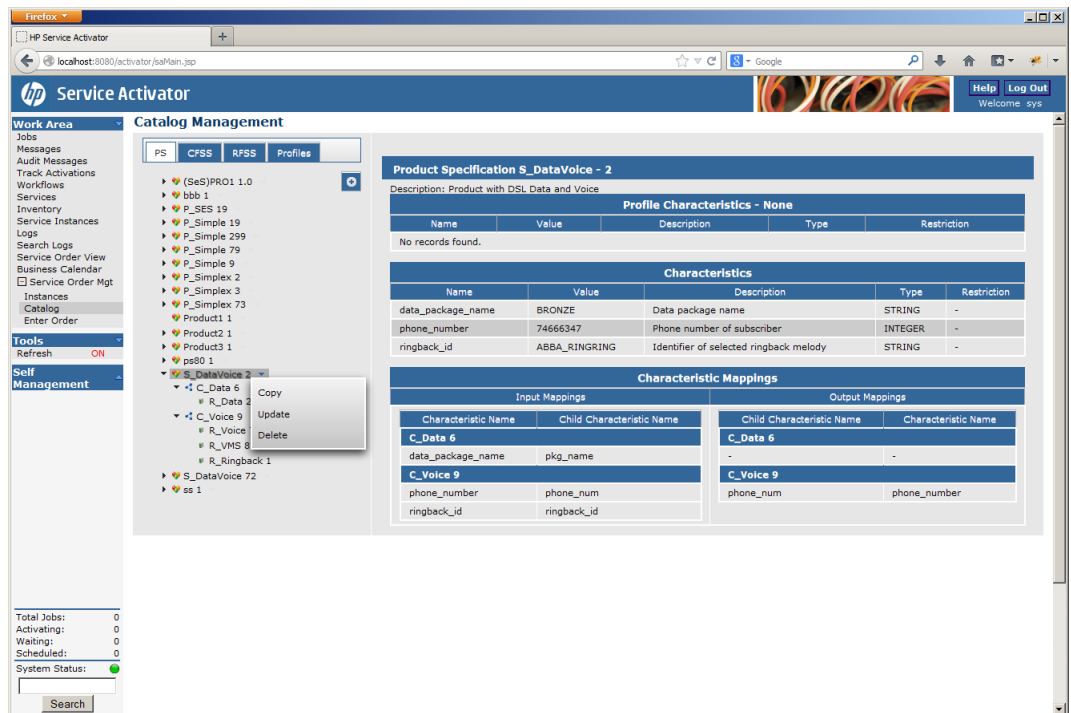 Firefox
HP Service Activator
localhost:8080/activator/saMain.jsp
Google
hp Service Activator
Help Log Out
Welcome sys
Work Area
Jobs
Messages
Audit Messages
Track Activations
Workflows
Services
Inventory
Service Instances
Logs
Search Logs
Service Order View
Business Calendar
Service Order Mgt
Instances
Catalog
Enter Order
Tools
Refresh ON
Self Management
Total Jobs: 0
Activating: 0
Waiting: 0
Scheduled: 0
System Status:
Search
Catalog Management
PS CFSS RFSS Profiles
(SeS)PRO1 1.0
bbb 1
P_SES 19
P_Simple 19
P_Simple 299
P_Simple 79
P_Simple 9
P_Simplex 2
P_Simplex 3
P_Simplex 73
Product1 1
Product2 1
Product3 1
ps80 1
S_DataVoice 2
C_Data 6
R_Data 2
C_Voice 9
R_Voice
R_VMS 8
R_Ringback 1
S_DataVoice 72
ss 1
Copy
Update
Delete
Product Specification S_DataVoice - 2
Description: Product with DSL Data and Voice
Profile Characteristics - None
Name Value Description Type Restriction
No records found.
Characteristics
Name Value Description Type Restriction
data_package_name BRONZE Data package name STRING -
phone_number 74666347 Phone number of subscriber INTEGER -
ringback_id ABBA_RINGRING Identifier of selected ringback melody STRING -
Characteristic Mappings
Input Mappings Output Mappings
Characteristic Name Child Characteristic Name Child Characteristic Name Characteristic Name
C_Data 6 C_Data 6
data_package_name pkg_name - -
C_Voice 9 C_Voice 9
phone_number phone_num phone_num phone_number
ringback_id ringback_id